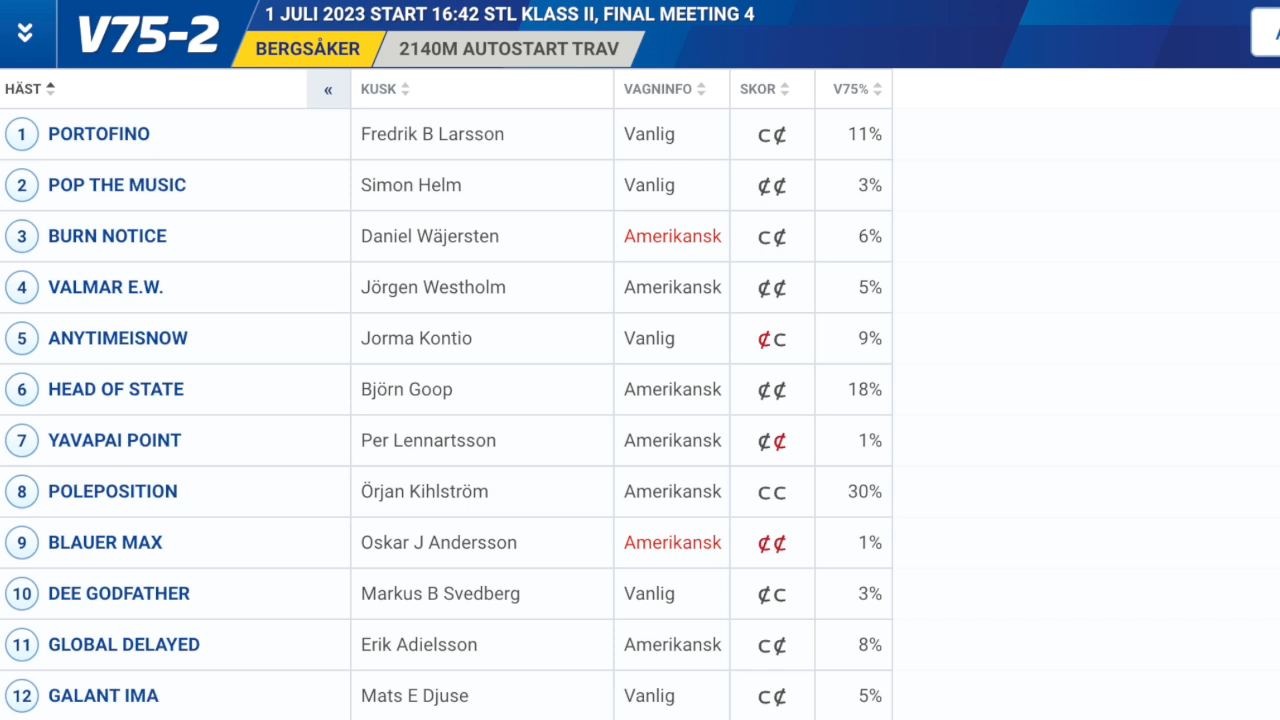 V75-2
1 JULI 2023 START 16:42 STL KLASS II, FINAL MEETING 4
BERGSÅKER 2140M AUTOSTART TRAV
HÄST « KUSK VAGNINFO SKOR V75%
1 PORTOFINO Fredrik B Larsson Vanlig C₵ 11%
2 POP THE MUSIC Simon Helm Vanlig ₵₵ 3%
3 BURN NOTICE Daniel Wäjersten Amerikansk C₵ 6%
4 VALMAR E.W. Jörgen Westholm Amerikansk ₵₵ 5%
5 ANYTIMEISNOW Jorma Kontio Vanlig ₵C 9%
6 HEAD OF STATE Björn Goop Amerikansk ₵₵ 18%
7 YAVAPAI POINT Per Lennartsson Amerikansk ₵₵ 1%
8 POLEPOSITION Örjan Kihlström Amerikansk CC 30%
9 BLAUER MAX Oskar J Andersson Amerikansk ₵₵ 1%
10 DEE GODFATHER Markus B Svedberg Vanlig ₵C 3%
11 GLOBAL DELAYED Erik Adielsson Amerikansk C₵ 8%
12 GALANT IMA Mats E Djuse Vanlig C₵ 5%